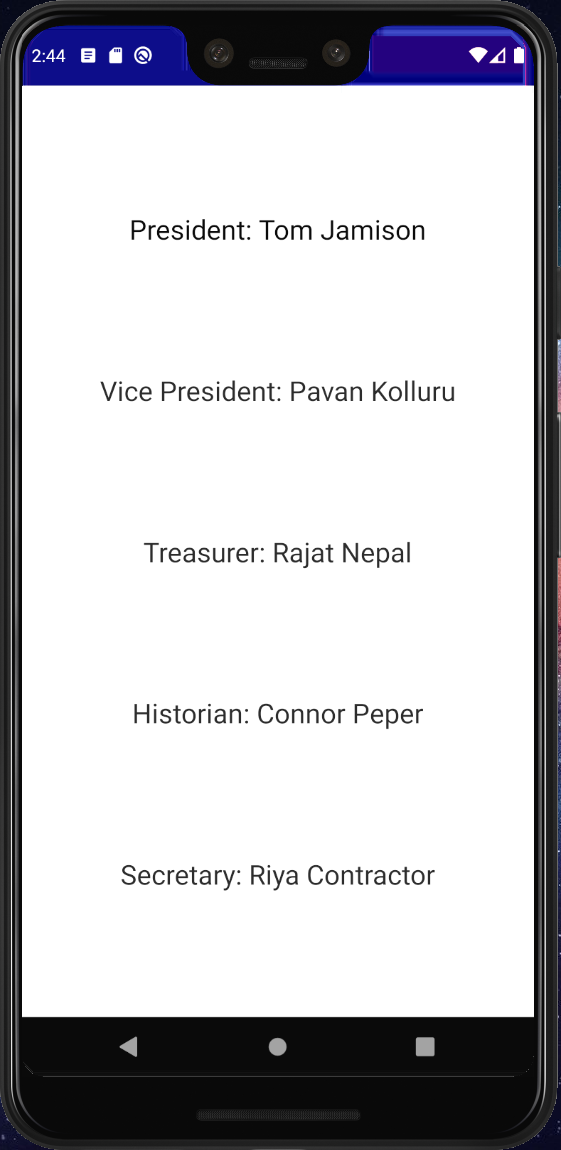 2:44
President: Tom Jamison
Vice President: Pavan Kolluru
Treasurer: Rajat Nepal
Historian: Connor Peper
Secretary: Riya Contractor